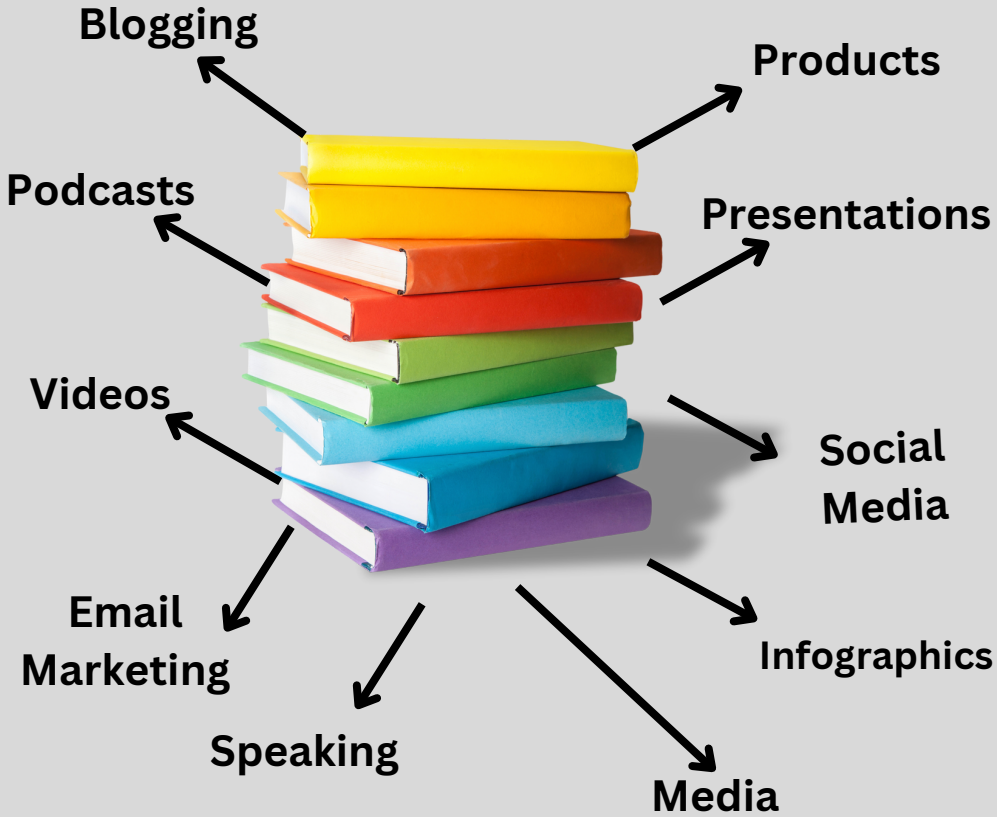 Blogging
Products
Podcasts
Presentations
Videos
Social
Media
Email
Marketing
Infographics
Speaking
Media